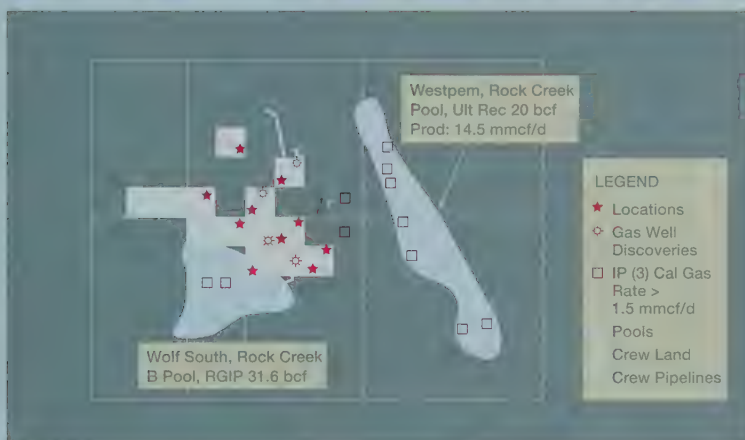 Westpem, Rock Creek
Pool, Ult Rec 20 bcf
Prod: 14.5 mmcf/d
LEGEND
Locations
Gas Well
Discoveries
IP (3) Cal Gas
Rate >
1.5 mmcf/d
Pools
Crew Land
Crew Pipelines
Wolf South, Rock Creek
B Pool, RGIP 31.6 bcf